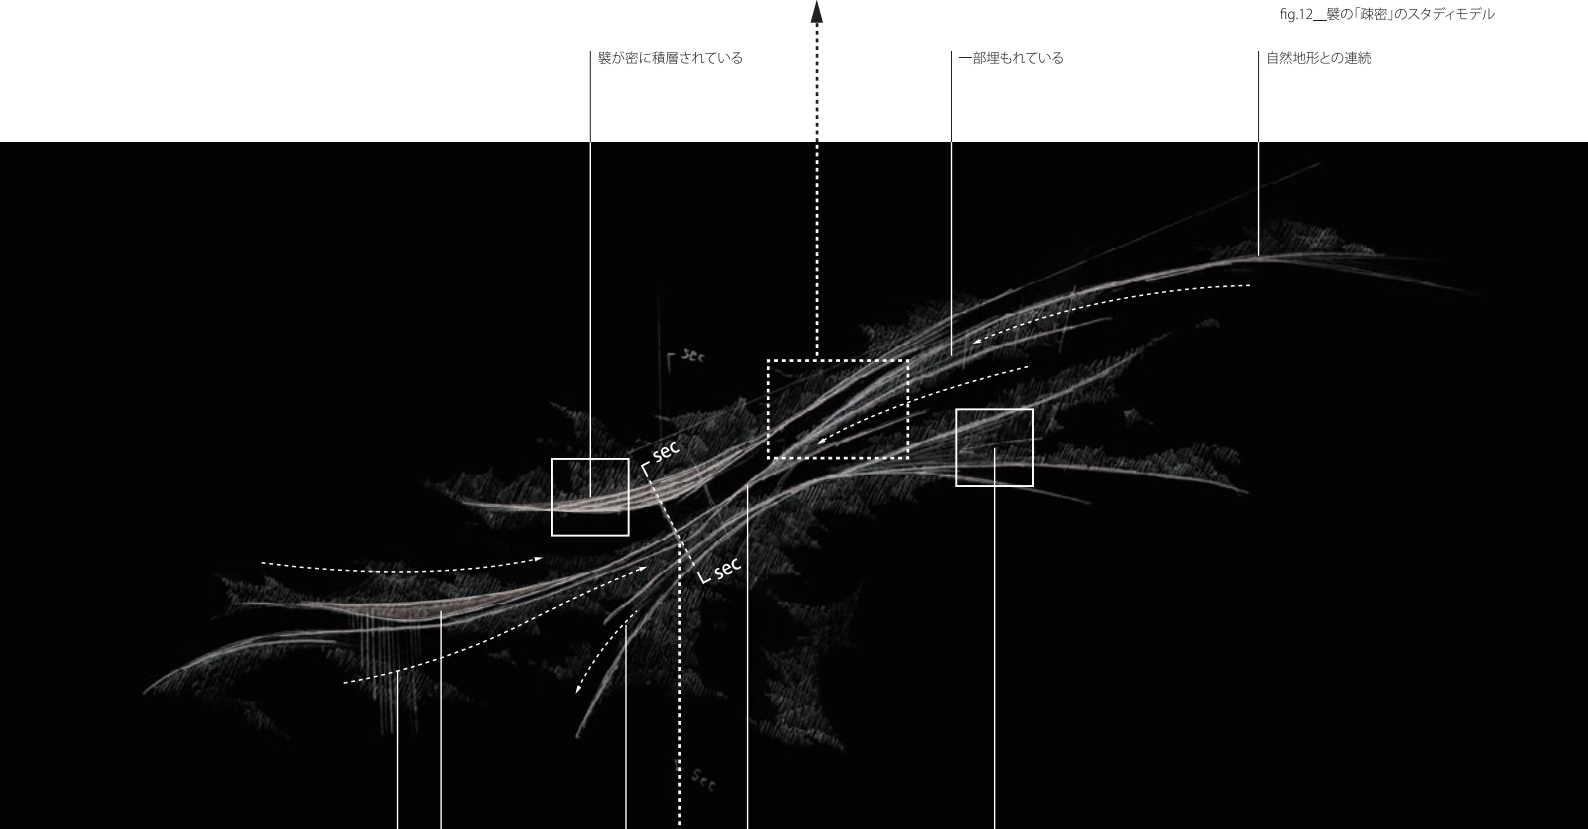 fig.12__襞の「疎密」のスタディモデル
襞が密に積層されている
一部埋もれている
自然地形との連続
sec
sec
sec
sec